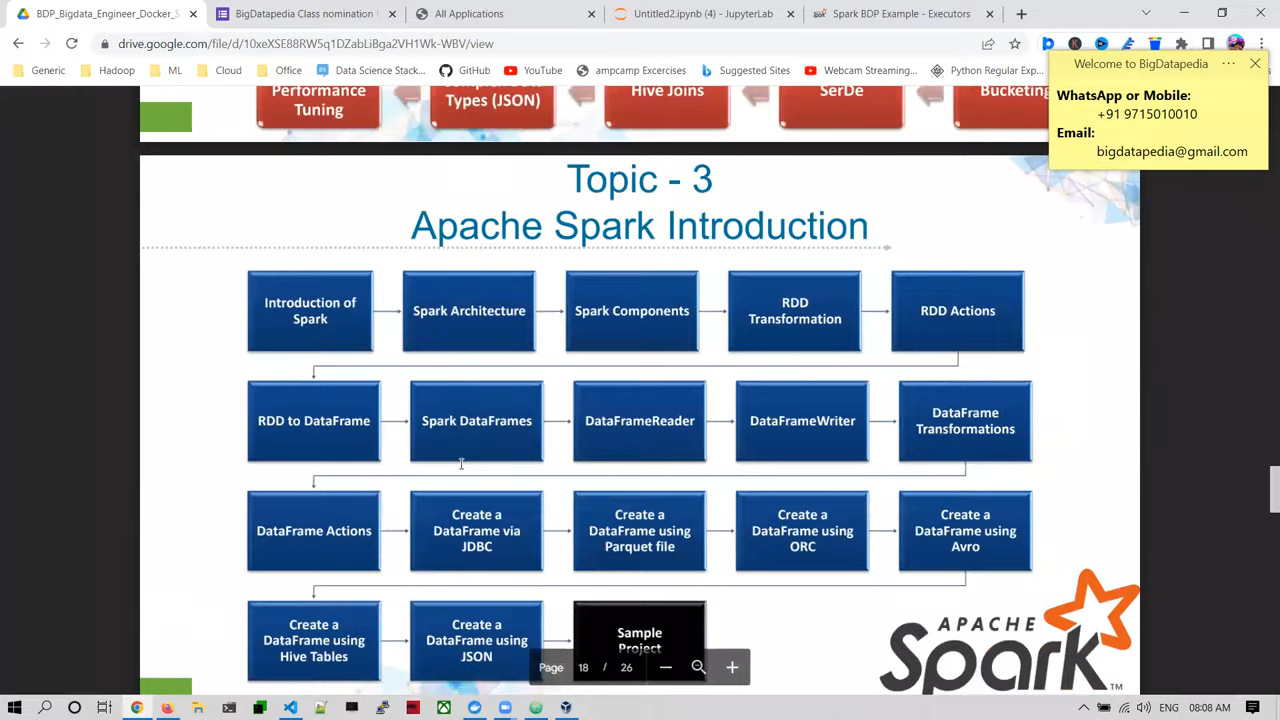 BDP_Bigdata_Engineer_Docker_S
BigDatapedia Class nomination f
All Applications
Untitled2.ipynb (4) - JupyterLab
Spark BDP Example - Executors
drive.google.com/file/d/10xeXSE88RW5q1DZabLiBga2VH1Wk-WPV/view
Generic
Hadoop
ML
Cloud
Office
Data Science Stack...
GitHub
YouTube
ampcamp Excercises
Suggested Sites
Webcam Streaming...
Python Regular Exp...
Welcome to BigDatapedia
WhatsApp or Mobile:
+91 9715010010
Email:
bigdatapedia@gmail.com
Performance
Tuning
Types (JSON)
Hive Joins
SerDe
Bucketing
Topic - 3
Apache Spark Introduction
Introduction of
Spark
Spark Architecture
Spark Components
RDD
Transformation
RDD Actions
RDD to DataFrame
Spark DataFrames
DataFrameReader
DataFrameWriter
DataFrame
Transformations
DataFrame Actions
Create a
DataFrame via
JDBC
Create a
DataFrame using
Parquet file
Create a
DataFrame using
ORC
Create a
DataFrame using
Avro
Create a
DataFrame using
Hive Tables
Create a
DataFrame using
JSON
Sample
Project
Page 18 / 26
APACHE
Spark
TM
ENG
08:08 AM